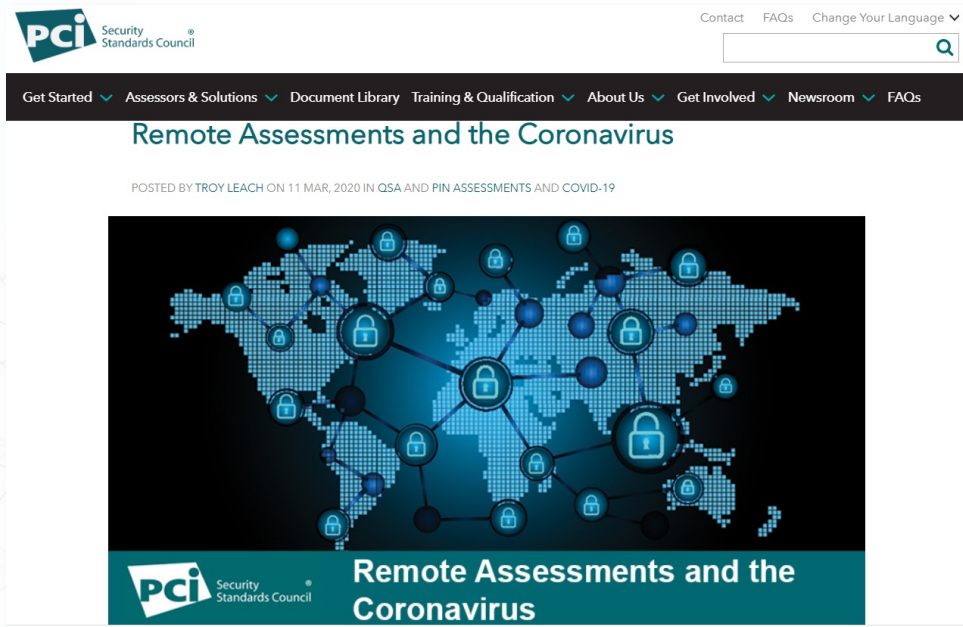 Contact FAQs Change Your Language
PCi Security ®
Standards Council
Get Started Assessors & Solutions Document Library Training & Qualification About Us Get Involved Newsroom FAQs
Remote Assessments and the Coronavirus
POSTED BY TROY LEACH ON 11 MAR, 2020 IN QSA AND PIN ASSESSMENTS AND COVID-19
PCi Security ®
Standards Council
Remote Assessments and the
Coronavirus